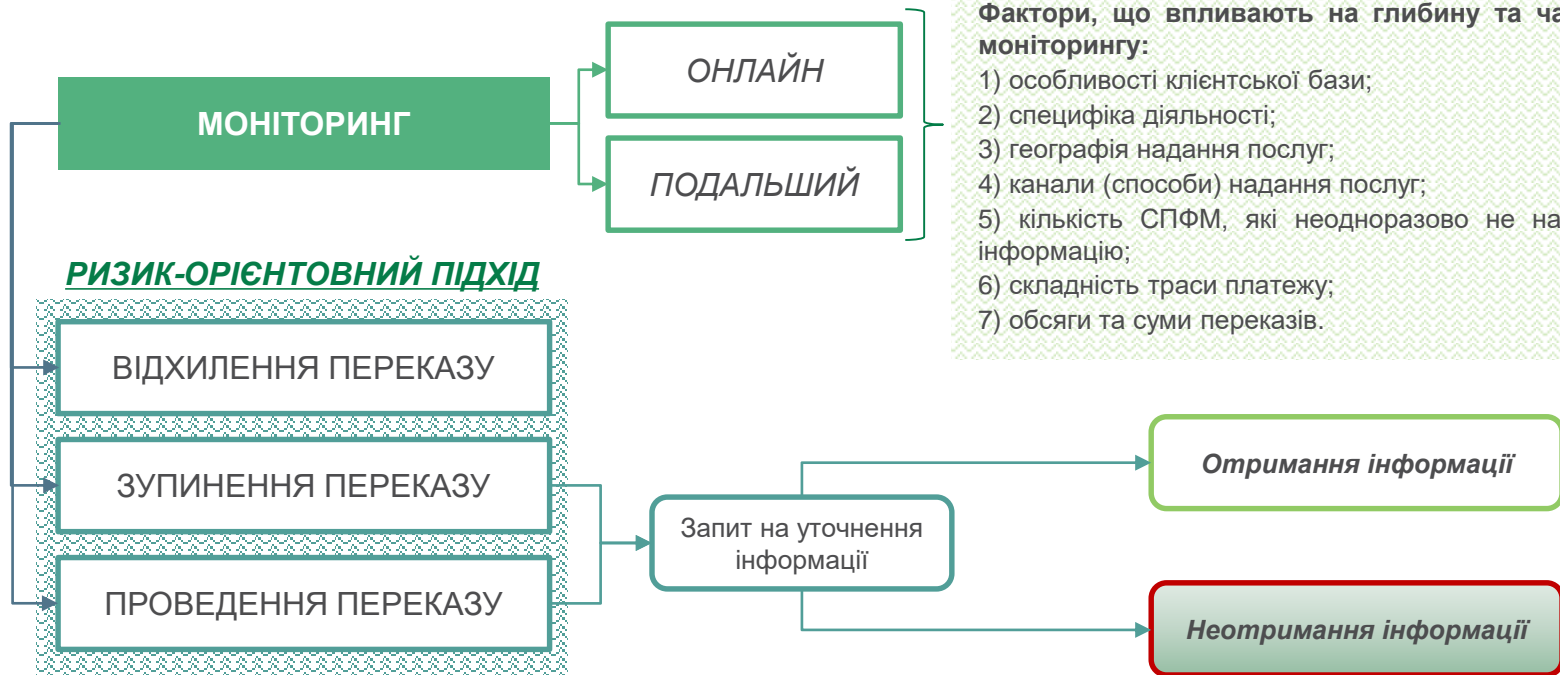 МОНІТОРИНГ
ОНЛАЙН
ПОДАЛЬШИЙ
Фактори, що впливають на глибину та
моніторингу:
1) особливості клієнтської бази;
2) специфіка діяльності;
3) географія надання послуг;
4) канали (способи) надання послуг;
5) кількість СПФМ, які неодноразово не
інформацію;
6) складність траси платежу;
7) обсяги та суми переказів.
РИЗИК-ОРІЄНТОВНИЙ ПІДХІД
ВІДХИЛЕННЯ ПЕРЕКАЗУ
ЗУПИНЕННЯ ПЕРЕКАЗУ
ПРОВЕДЕННЯ ПЕРЕКАЗУ
Запит на уточнення
інформації
Отримання інформації
Неотримання інформації